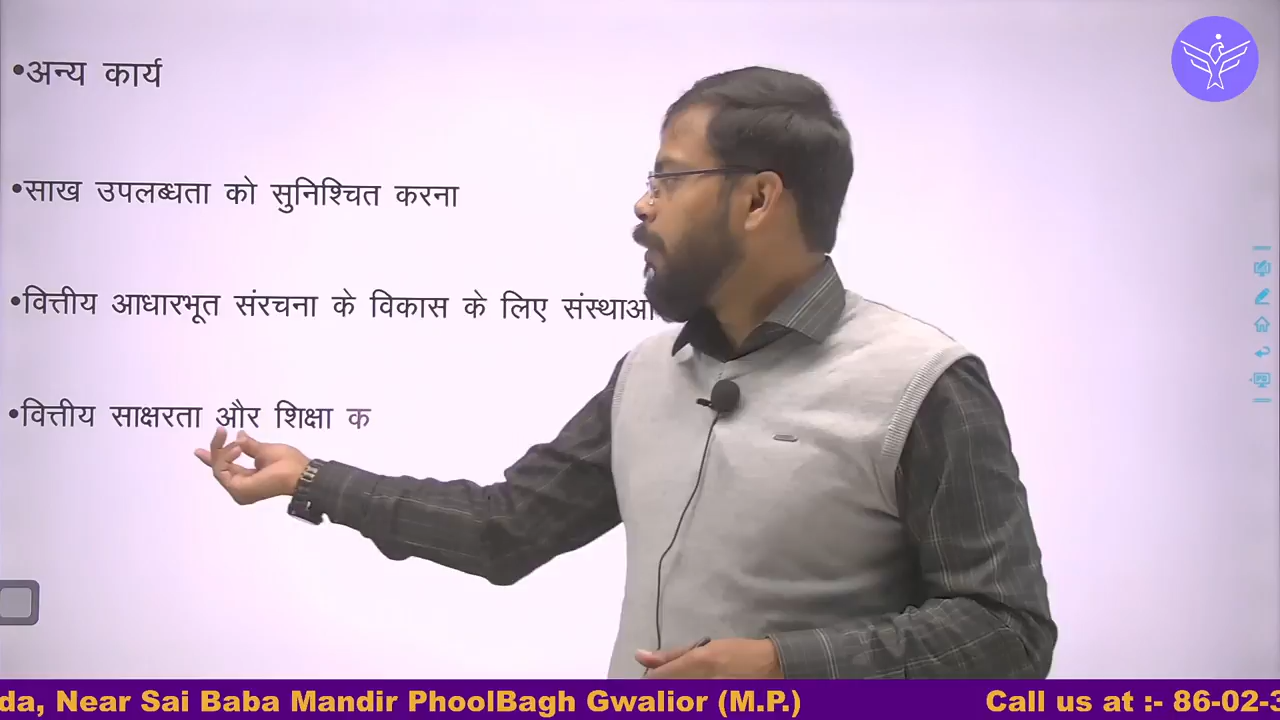 •अन्य कार्य
•साख उपलब्धता को सुनिश्चित करना
•वित्तीय आधारभूत संरचना के विकास के लिए
•वित्तीय साक्षरता और शिक्षा क
da, Near Sai Baba Mandir PhoolBagh Gwalior (M.P.) Call us at :- 86-02-3